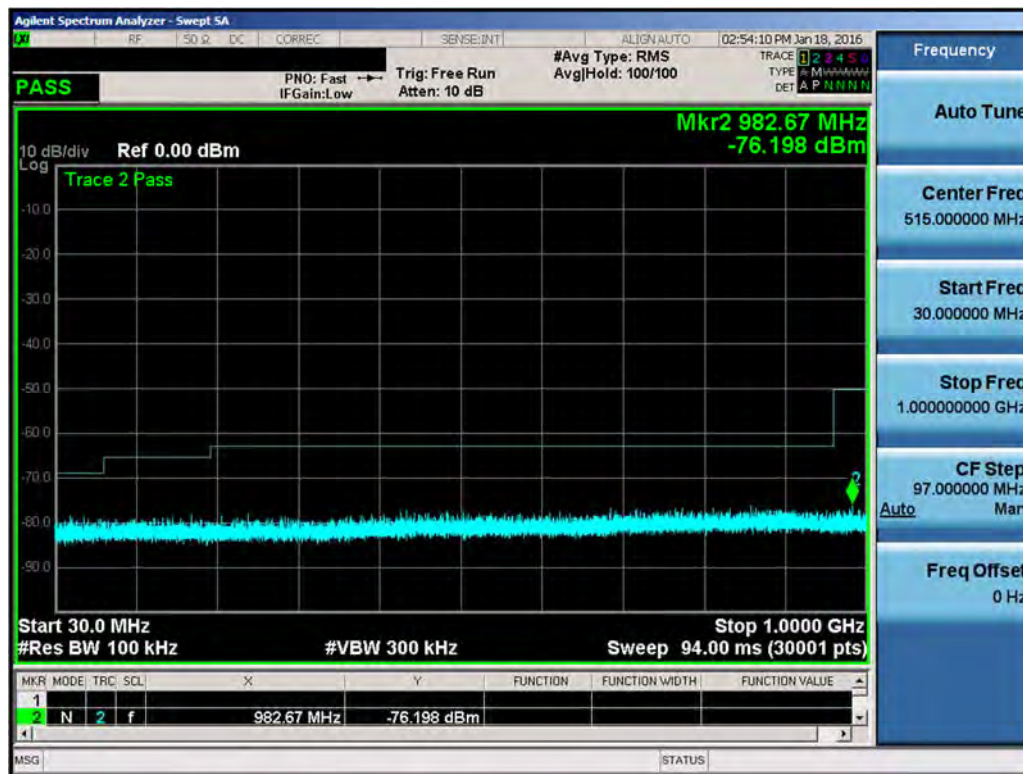 Agilent Spectrum Analyzer - Swept SA
RF 50 Ω DC CORREC SENSE:INT ALIGN AUTO 02:54:10 PM Jan 18, 2016
Frequency
#Avg Type: RMS TRACE 1 2 3 4 5 6
PASS PNO: Fast Trig: Free Run Avg|Hold: 100/100 TYPE A M W W W W
IFGain:Low Atten: 10 dB DET A P N N N N
Auto Tune
Mkr2 982.67 MHz
10 dB/div Ref 0.00 dBm -76.198 dBm
Log
Trace 2 Pass
-10.0
-20.0
-30.0
-40.0
-50.0
-60.0
-70.0
-80.0
-90.0
2
Center Freq
515.000000 MHz
Start Freq
30.000000 MHz
Stop Freq
1.000000000 GHz
CF Step
97.000000 MHz
Auto Man
Freq Offset
0 Hz
Start 30.0 MHz Stop 1.0000 GHz
#Res BW 100 kHz #VBW 300 kHz Sweep 94.00 ms (30001 pts)
MKR MODE TRC SCL X Y FUNCTION FUNCTION WIDTH FUNCTION VALUE
1
2 N 2 f 982.67 MHz -76.198 dBm
MSG STATUS